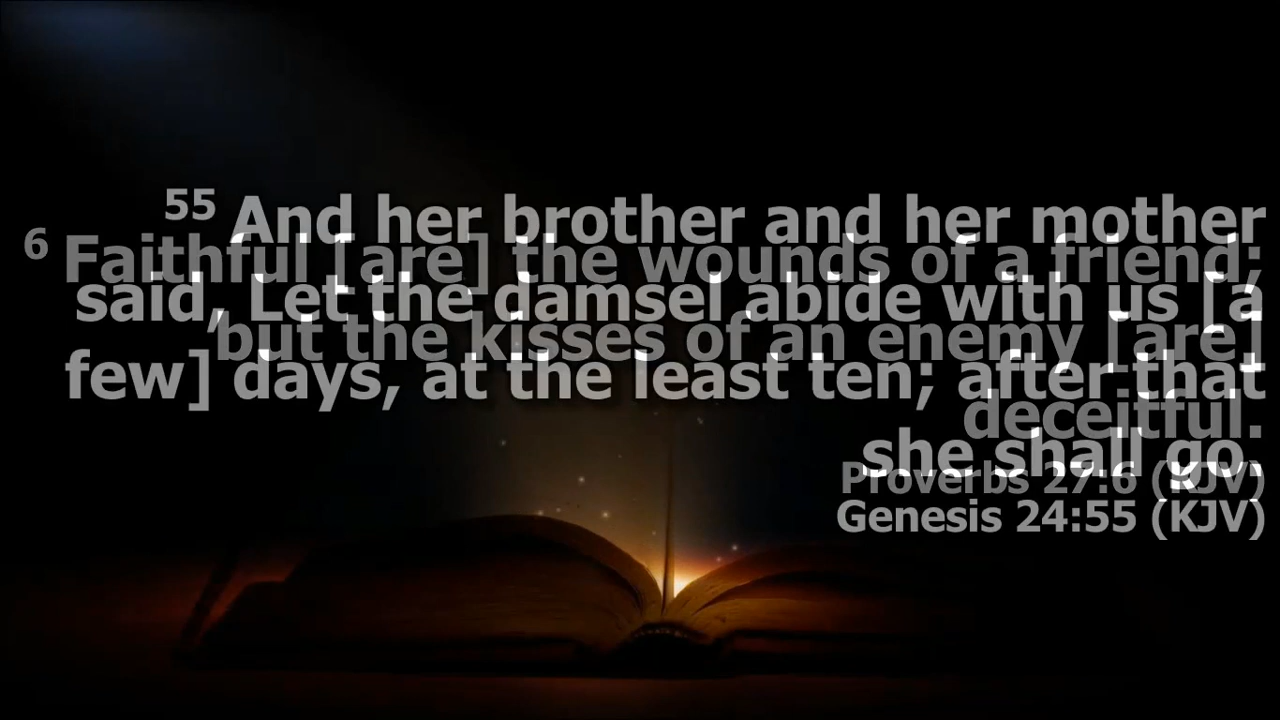 55 And her brother and her mother
said, Let the damsel abide with us [a
few] days, at the least ten; after that
she shall go.
Genesis 24:55 (KJV)
6 Faithful [are] the wounds of a friend;
but the kisses of an enemy [are]
deceitful.
Proverbs 27:6 (KJV)